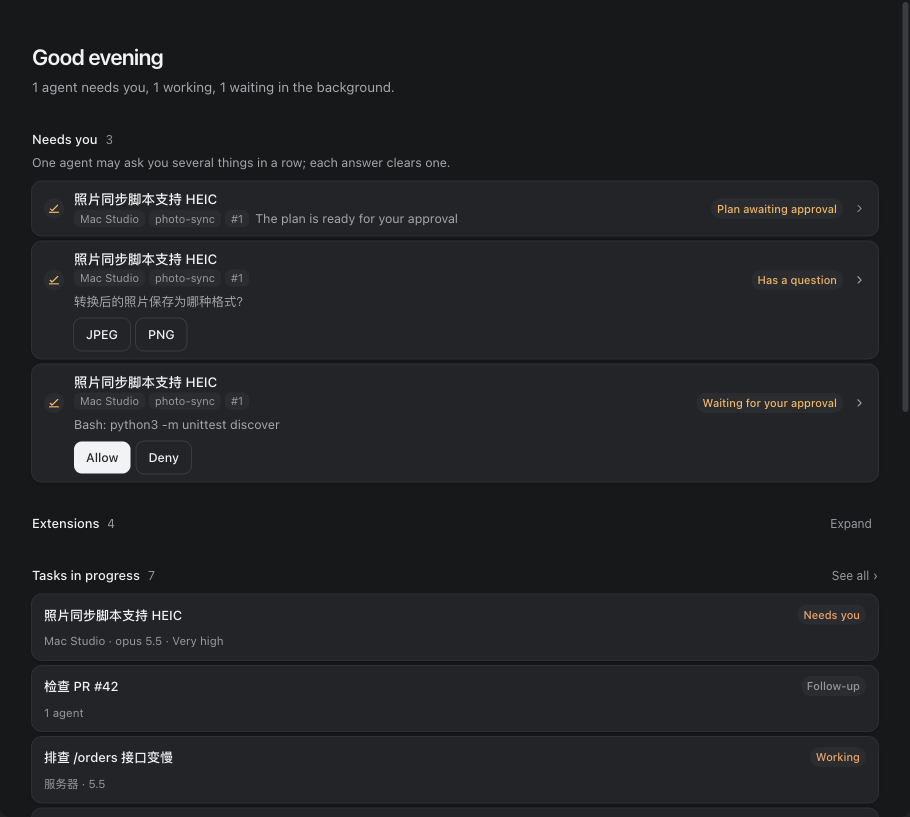 Good evening
1 agent needs you, 1 working, 1 waiting in the background.
Needs you 3
One agent may ask you several things in a row; each answer clears one.
照片同步脚本支持 HEIC
Mac Studio photo-sync #1 The plan is ready for your approval
Plan awaiting approval
照片同步脚本支持 HEIC
Mac Studio photo-sync #1
Has a question
转换后的照片保存为哪种格式?
JPEG PNG
照片同步脚本支持 HEIC
Mac Studio photo-sync #1
Waiting for your approval
Bash: python3 -m unittest discover
Allow Deny
Extensions 4 Expand
Tasks in progress 7 See all ›
照片同步脚本支持 HEIC Needs you
Mac Studio · opus 5.5 · Very high
检查 PR #42 Follow-up
1 agent
排查 /orders 接口变慢 Working
服务器 · 5.5